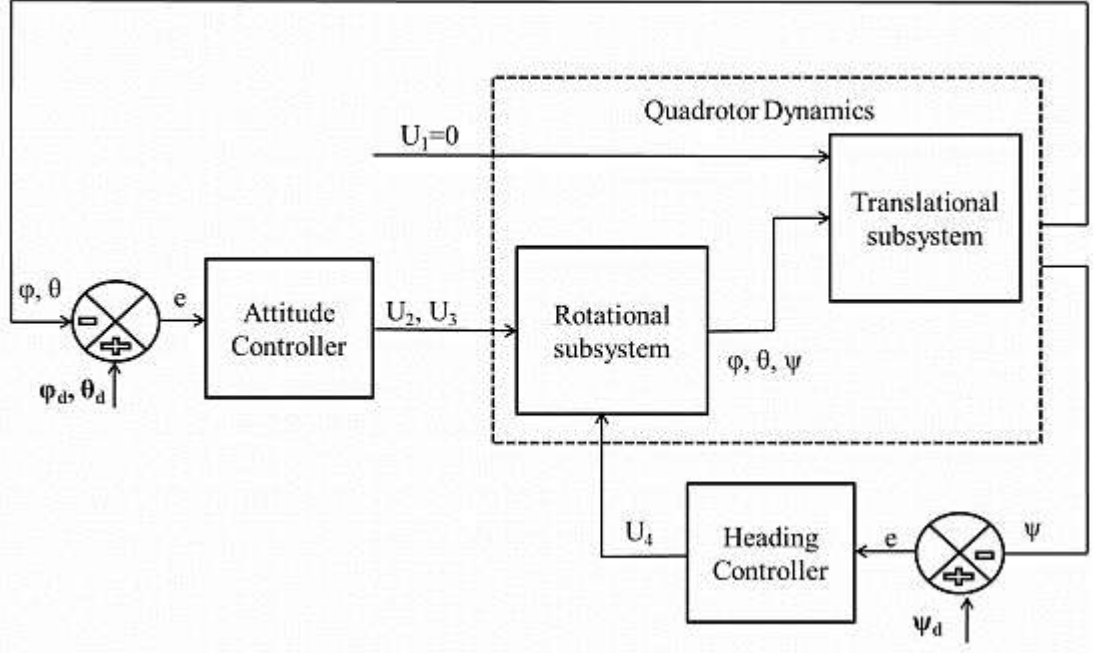 Quadrotor Dynamics
U₁=0
Translational
subsystem
φ, θ
e
Attitude
Controller
U₂, U₃
Rotational
subsystem
φ, θ, ψ
φd, θd
U₄
Heading
Controller
e
ψ
ψd